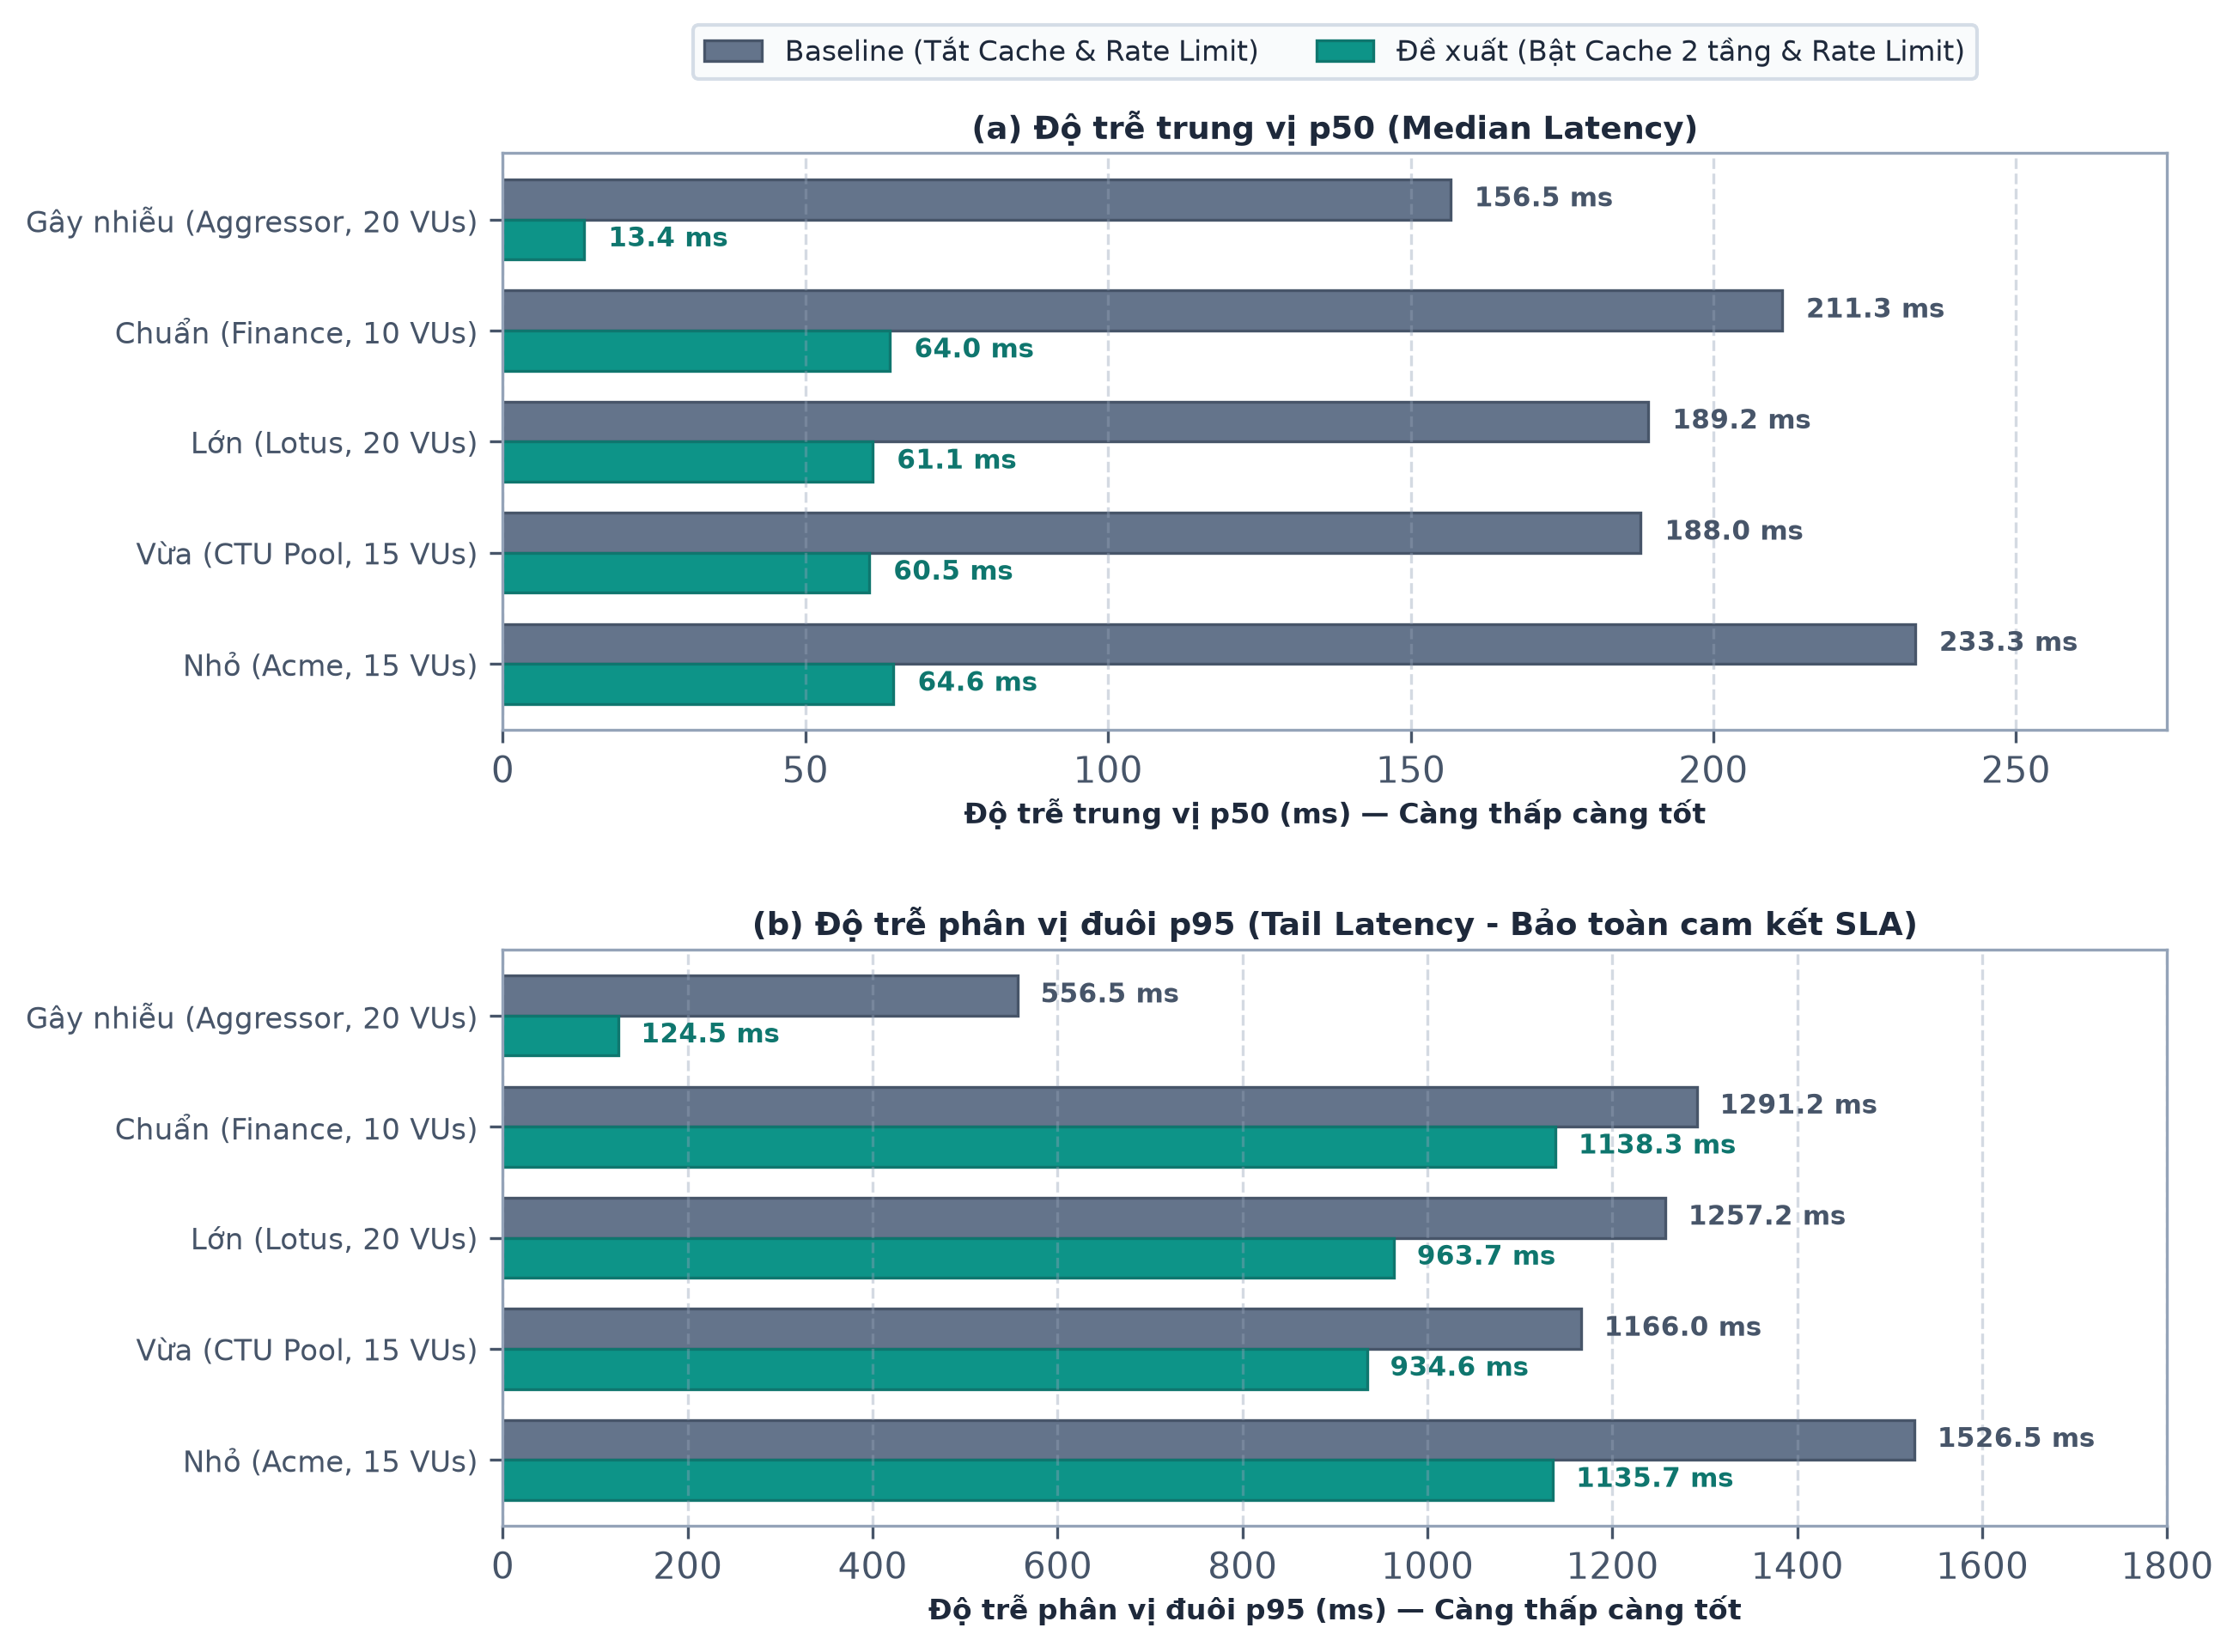 Baseline (Tắt Cache & Rate Limit)
Đề xuất (Bật Cache 2 tầng & Rate Limit)
(a) Độ trễ trung vị p50 (Median Latency)
Gây nhiễu (Aggressor, 20 VUs)
156.5 ms
13.4 ms
Chuẩn (Finance, 10 VUs)
211.3 ms
64.0 ms
Lớn (Lotus, 20 VUs)
189.2 ms
61.1 ms
Vừa (CTU Pool, 15 VUs)
188.0 ms
60.5 ms
Nhỏ (Acme, 15 VUs)
233.3 ms
64.6 ms
0 50 100 150 200 250
Độ trễ trung vị p50 (ms) — Càng thấp càng tốt
(b) Độ trễ phân vị đuôi p95 (Tail Latency - Bảo toàn cam kết SLA)
Gây nhiễu (Aggressor, 20 VUs)
556.5 ms
124.5 ms
Chuẩn (Finance, 10 VUs)
1291.2 ms
1138.3 ms
Lớn (Lotus, 20 VUs)
1257.2 ms
963.7 ms
Vừa (CTU Pool, 15 VUs)
1166.0 ms
934.6 ms
Nhỏ (Acme, 15 VUs)
1526.5 ms
1135.7 ms
0 200 400 600 800 1000 1200 1400 1600 1800
Độ trễ phân vị đuôi p95 (ms) — Càng thấp càng tốt